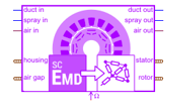 duct in
duct out
spray in
spray out
air in
air out
housing
stator
SC
EMD
air gap
rotor